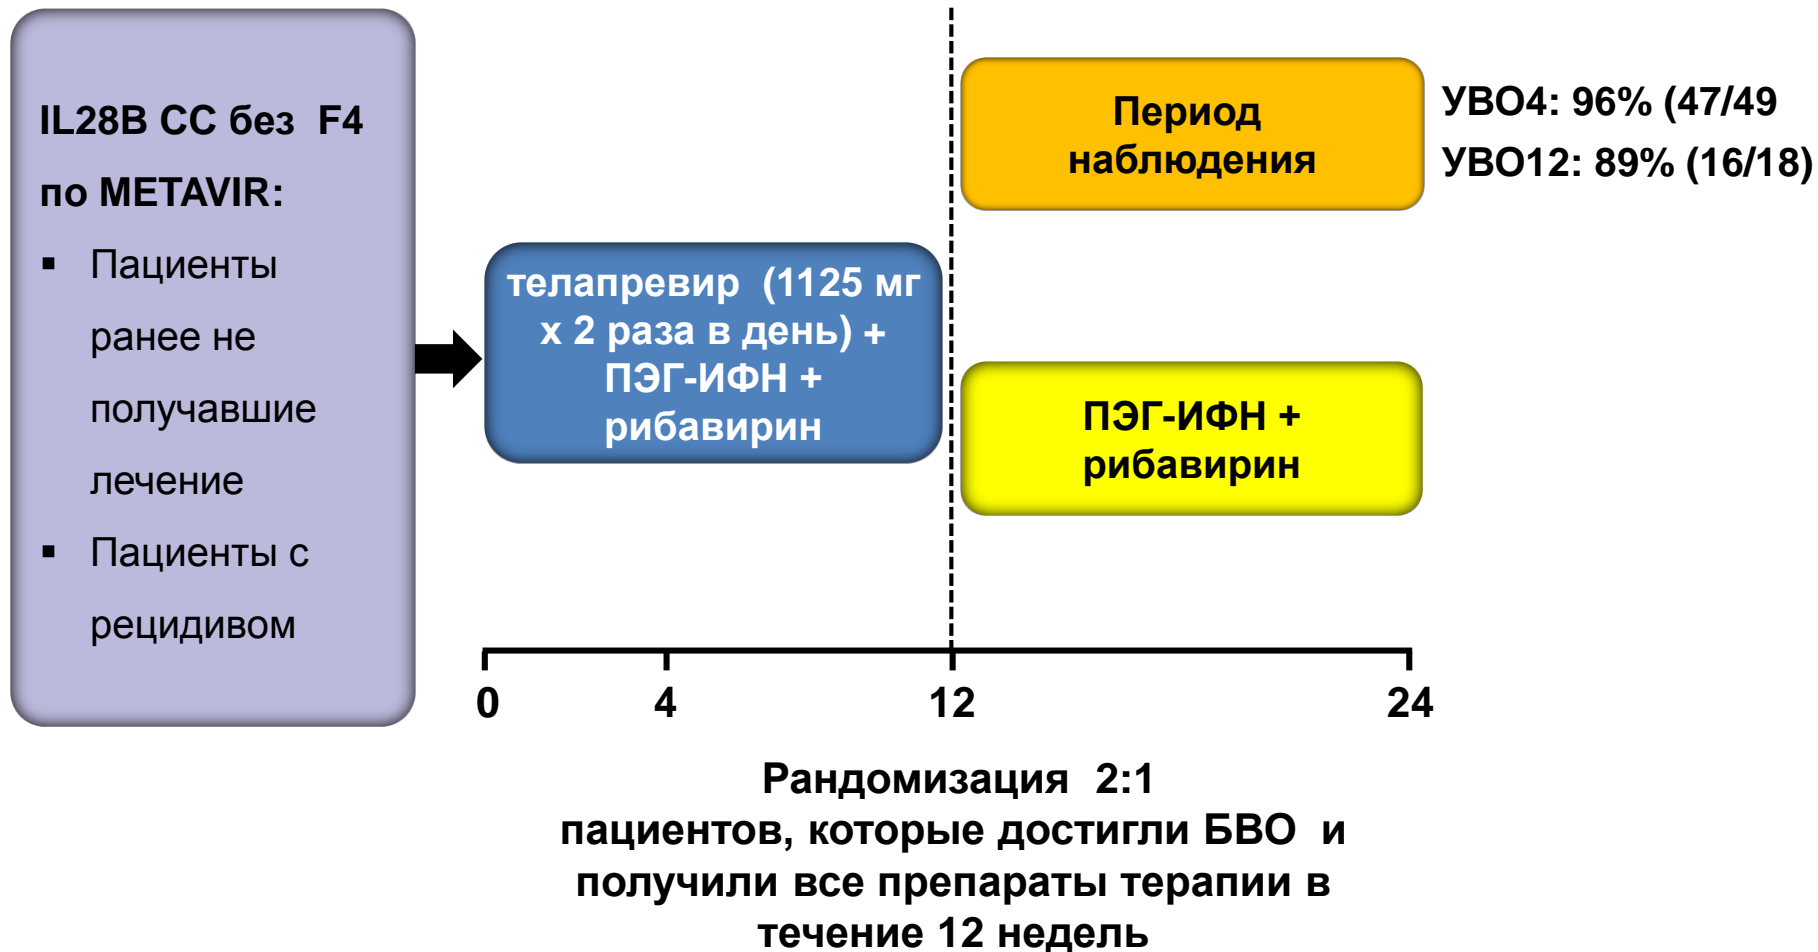 IL28B CC без F4
по METAVIR:
▪ Пациенты
ранее не
получавшие
лечение
▪ Пациенты с
рецидивом
телапревир (1125 мг
х 2 раза в день) +
ПЭГ-ИФН +
рибавирин
Период
наблюдения
УВО4: 96% (47/49
УВО12: 89% (16/18)
ПЭГ-ИФН +
рибавирин
0 4 12 24
Рандомизация 2:1
пациентов, которые достигли БВО и
получили все препараты терапии в
течение 12 недель